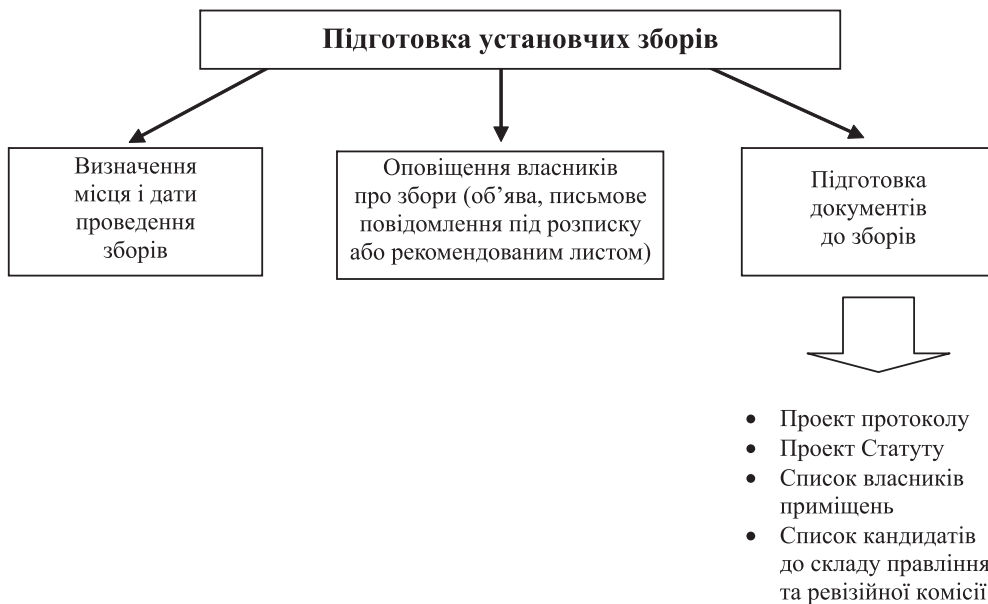 Підготовка установчих зборів
Визначення
місця і дати
проведення
зборів
Оповіщення власників
про збори (об’ява, письмове
повідомлення під розписку
або рекомендованим листом)
Підготовка
документів
до зборів
• Проект протоколу
• Проект Статуту
• Список власників
приміщень
• Список кандидатів
до складу правління
та ревізійної комісії